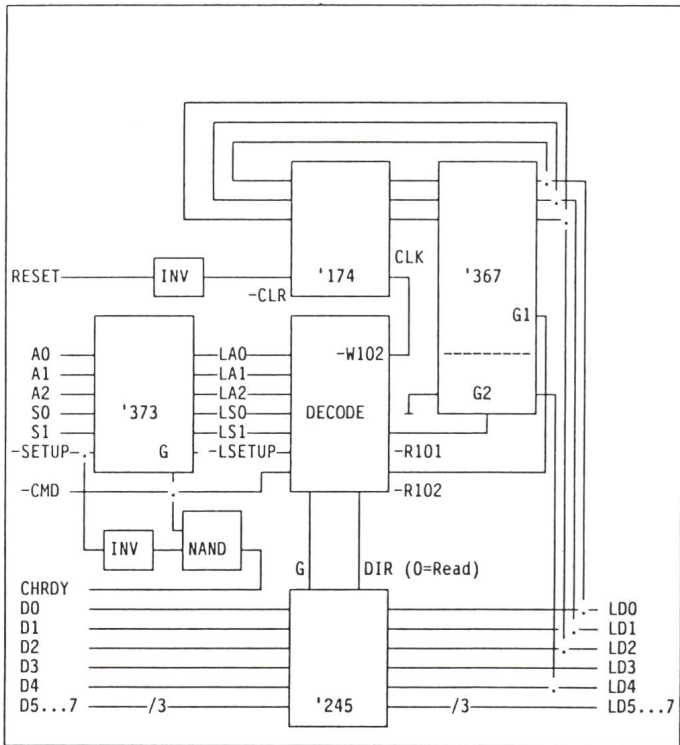 CLK
RESET
INV
'174
'367
-CLR
G1
A0
LA0
-W102
A1
LA1
A2
LA2
G2
S0
'373
LS0
DECODE
S1
LS1
-SETUP
G
-LSETUP
-R101
-CMD
-R102
INV
NAND
G
DIR (0=Read)
CHRDY
D0
LD0
D1
LD1
D2
LD2
D3
LD3
D4
LD4
D5...7
/3
'245
/3
LD5...7